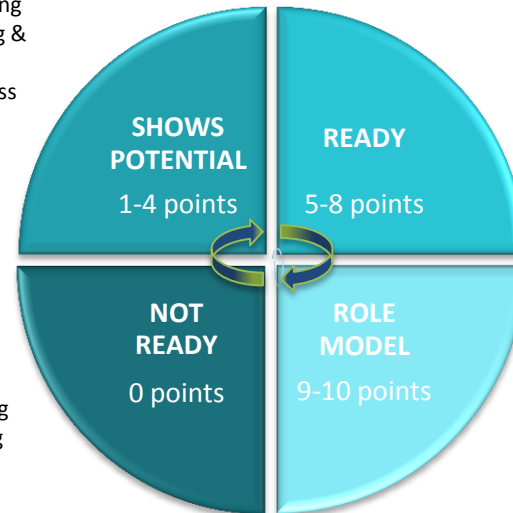 &
SHOWS
POTENTIAL
1-4 points
READY
5-8 points
NOT
READY
0 points
ROLE
MODEL
9-10 points